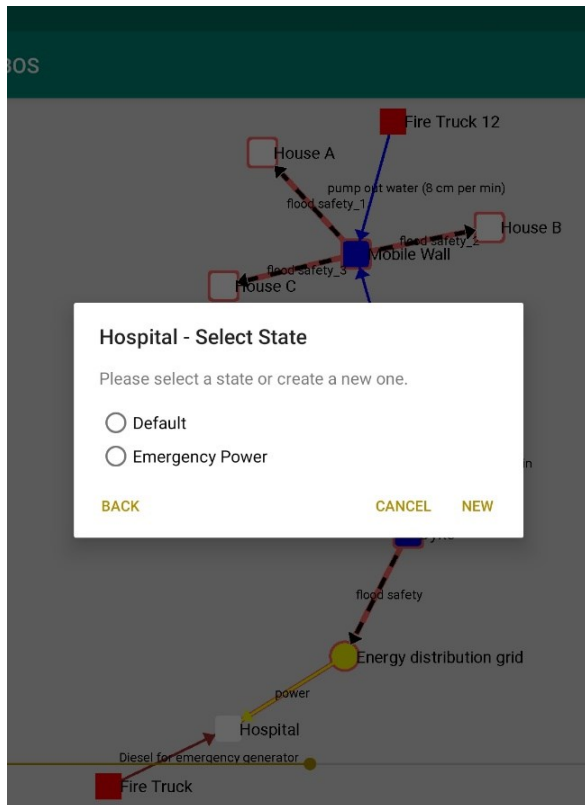 BOS
Fire Truck 12
House A
pump out water (8 cm per min)
flood safety_1
House B
flood safety_2
Mobile Wall
flood safety_3
House C
Hospital - Select State
Please select a state or create a new one.
Default
Emergency Power
BACK
CANCEL
NEW
flood safety
Energy distribution grid
power
Hospital
Diesel for emergency generator
Fire Truck